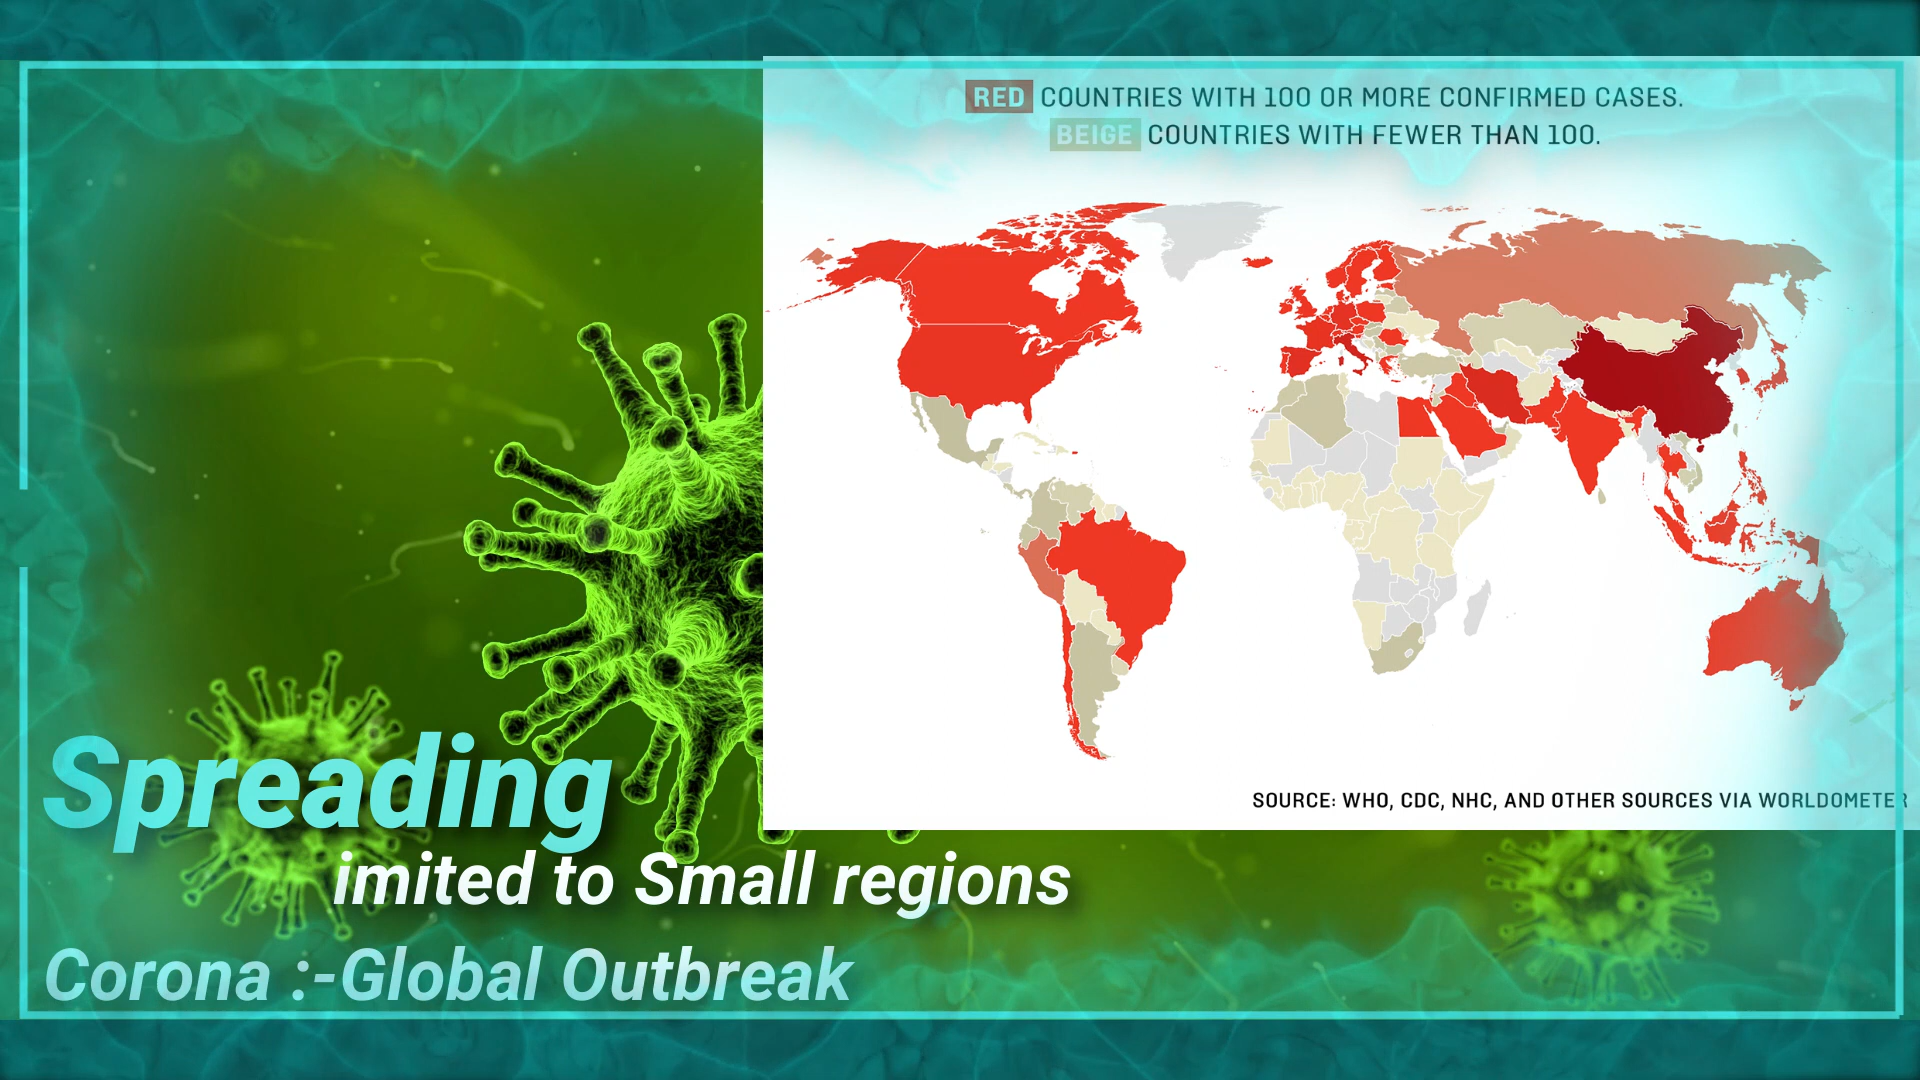 RED COUNTRIES WITH 100 OR MORE CONFIRMED CASES.
BEIGE COUNTRIES WITH FEWER THAN 100.
SOURCE: WHO, CDC, NHC, AND OTHER SOURCES VIA WORLDOMETER
Spreading
imited to Small regions
Corona :-Global Outbreak